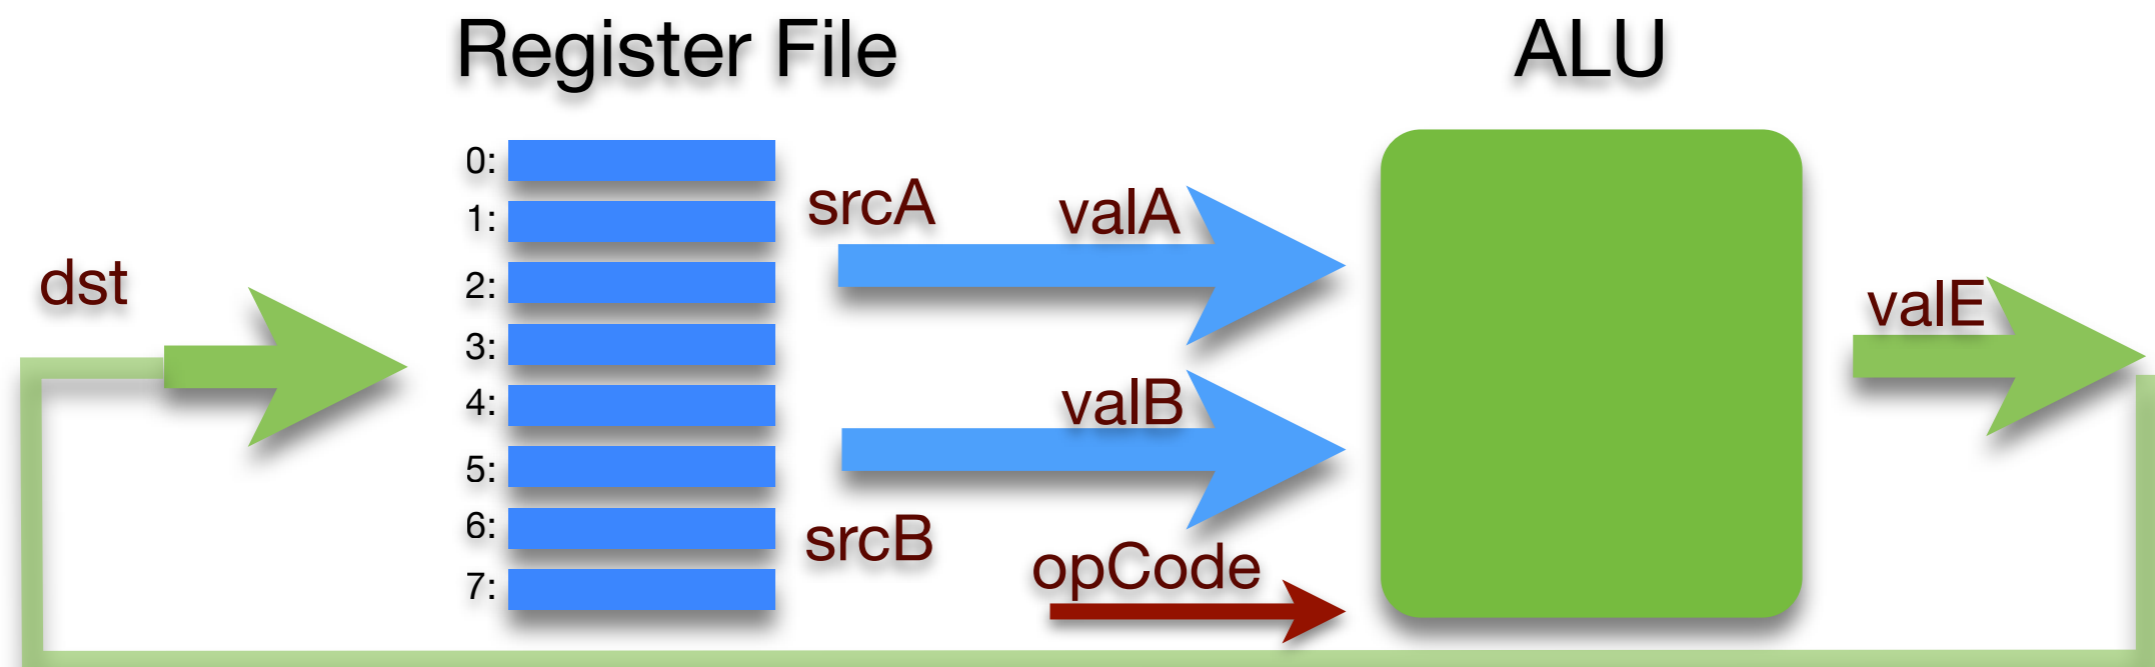 Register File
ALU
0:
1:
2:
3:
4:
5:
6:
7:
dst
srcA
valA
valB
srcB
opCode
valE